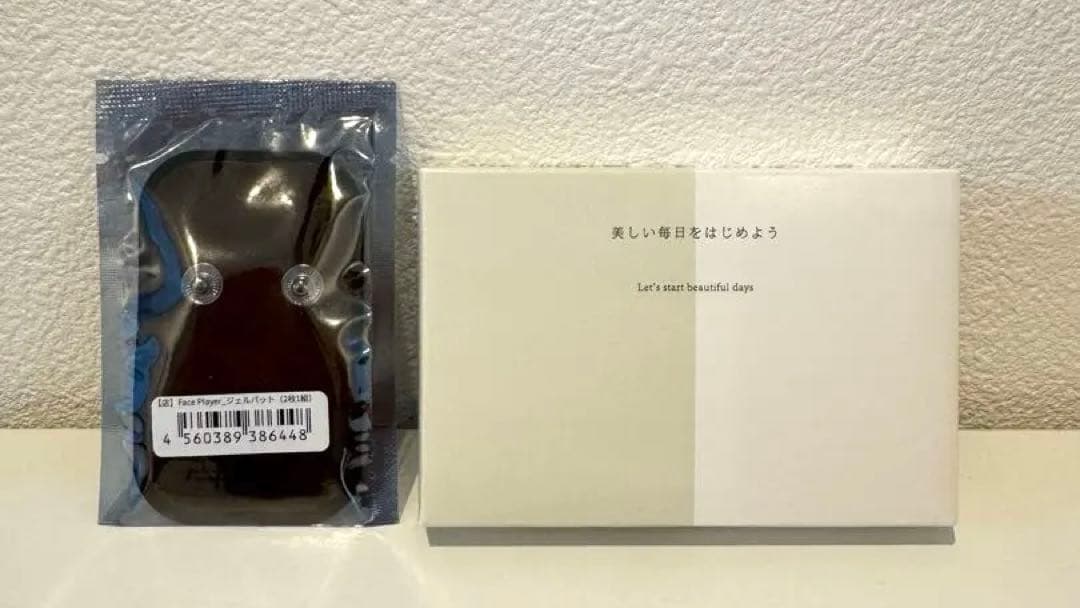 【店】Face Player_ジェルパット（2枚1組）
4 560389 386448
美しい毎日をはじめよう
Let's start beautiful days